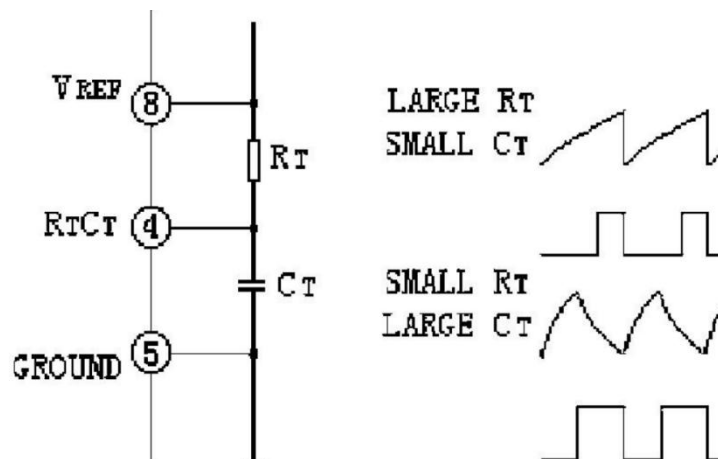 VREF 8
RT
RTCT 4
CT
GROUND 5
LARGE RT
SMALL CT
SMALL RT
LARGE CT